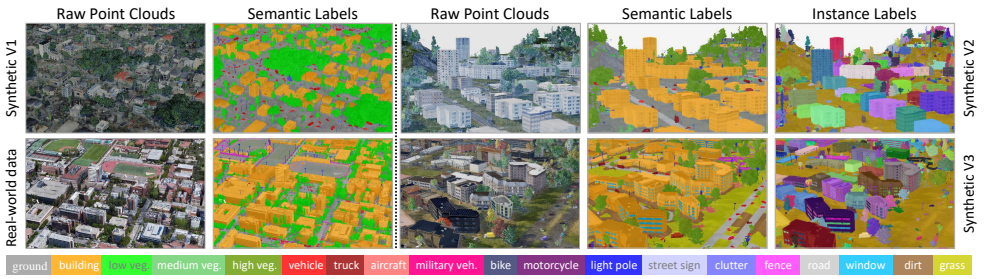 Raw Point Clouds Semantic Labels Raw Point Clouds Semantic Labels Instance Labels
Synthetic V1
Synthetic V2
Real-world data
Synthetic V3
ground building low veg. medium veg. high veg. vehicle truck aircraft military veh. bike motorcycle light pole street sign clutter fence road window dirt grass